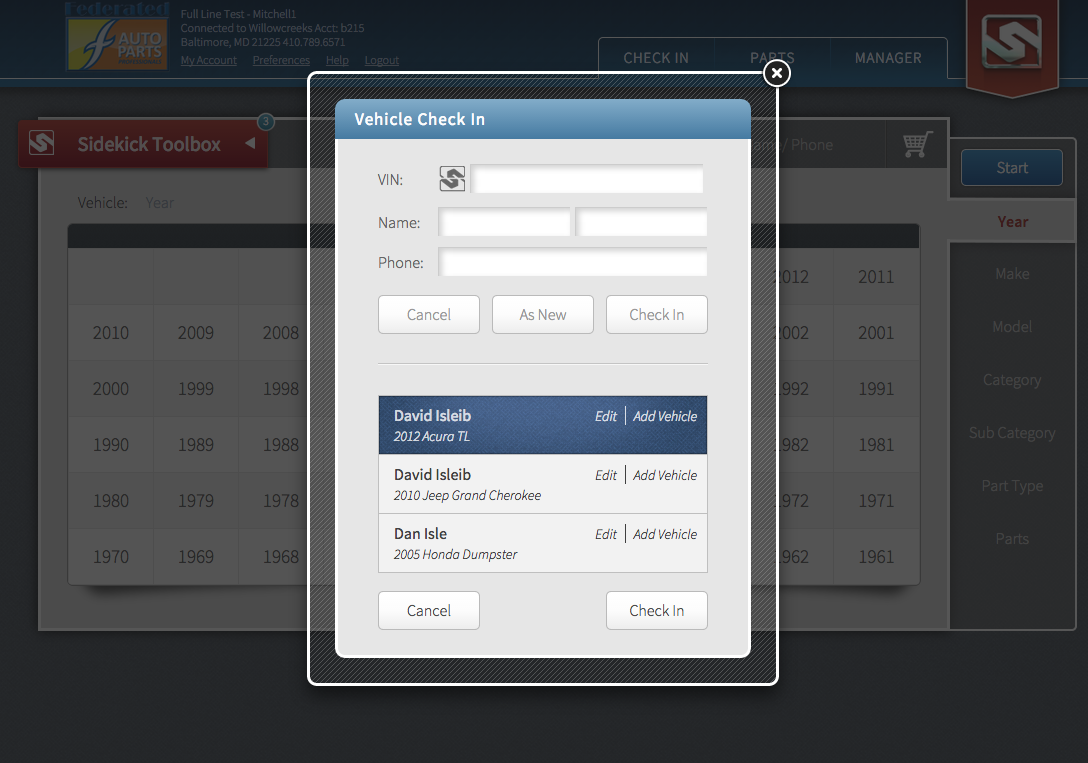 Federated
AUTO
PARTS
Full Line Test - Mitchell1
Connected to Willowcreeks Acct: b215
Baltimore, MD 21225 410.789.6571
My Account Preferences Help Logout
CHECK IN PARTS MANAGER
Sidekick Toolbox
3
/ Phone
Start
Vehicle: Year
Year
Make
Model
Category
Sub Category
Part Type
Parts
2012 2011
2010 2009 2008 2002 2001
2000 1999 1998 1992 1991
1990 1989 1988 1982 1981
1980 1979 1978 1972 1971
1970 1969 1968 1962 1961
Vehicle Check In
VIN:
Name:
Phone:
Cancel As New Check In
David Isleib Edit Add Vehicle
2012 Acura TL
David Isleib Edit Add Vehicle
2010 Jeep Grand Cherokee
Dan Isle Edit Add Vehicle
2005 Honda Dumpster
Cancel Check In